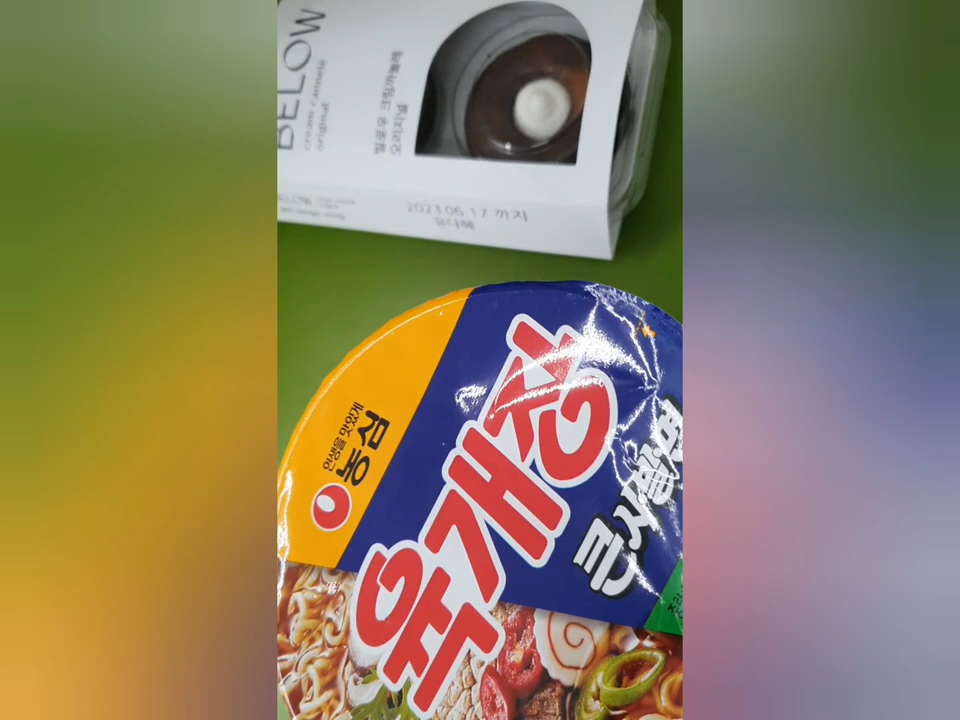 BELOW
cream cannelé
original
빌로우 크림까눌레
오리지널
2023.06.17 까지
인생을 맛있게
농심
육개장
큰사발면